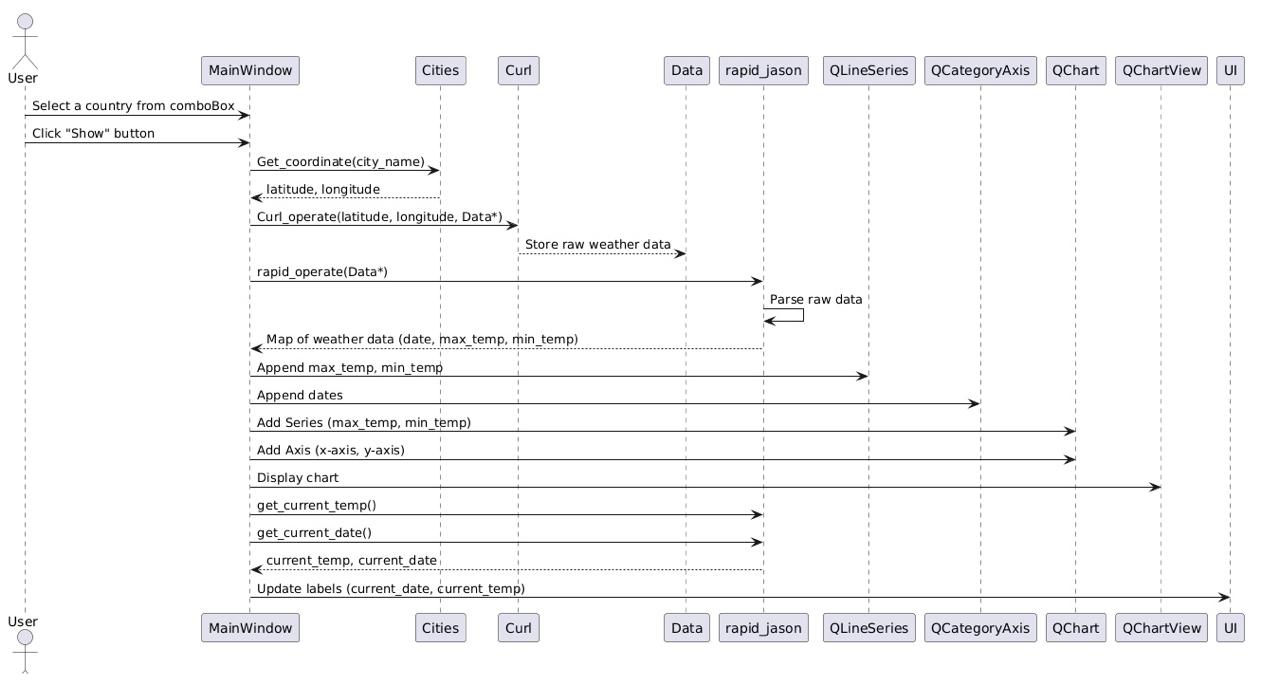 User
MainWindow Cities Curl Data rapid_jason QLineSeries QCategoryAxis QChart QChartView UI
Select a country from comboBox
Click "Show" button
Get_coordinate(city_name)
latitude, longitude
Curl_operate(latitude, longitude, Data*)
Store raw weather data
rapid_operate(Data*)
Parse raw data
Map of weather data (date, max_temp, min_temp)
Append max_temp, min_temp
Append dates
Add Series (max_temp, min_temp)
Add Axis (x-axis, y-axis)
Display chart
get_current_temp()
get_current_date()
current_temp, current_date
Update labels (current_date, current_temp)
User
MainWindow Cities Curl Data rapid_jason QLineSeries QCategoryAxis QChart QChartView UI